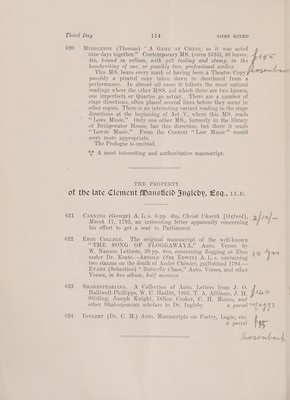 Third Day 114 SALES RULED
620 MIDDLETON (Thomas) "A GAME AT CHESS, as it was acted
nine days together." Contemporary MS. (circa 1624), 48 leaves,
4to, bound in vellum, with gilt tooling and stamp, in the
handwriting of one, or possibly two, professional scribes
This MS. bears every mark of having been a Theatre Copy
possibly a pirated copy taken down in shorthand from a
performance. In almost all cases it follows the most natural
readings where the other MSS. (of which there are two known,
one imperfect) or Quartos go astray. There are a number of
stage directions, often placed several lines before they occur in
other copies. There is an interesting variant reading in the stage
directions at the beginning of Act V, where this MS. reads
"Love Music." Only one other MS., formerly in the library
of Bridgewater House, has this direction, but there it reads
"Lowde Music." From the Context "Low Music" would
seem more appropriate.
The Prologue is omitted.
*** A most interesting and authoritative manuscript.
THE PROPERTY
of the late Clement Mansfield Ingleby, Esq., LL.D.
621 CANNING (George) A. L. s. 4 pp. 4to, Christ Church [Oxford],
March 17, 1793, an interesting letter apparently concerning
his effort to get a seat in Parliament
2/10/-
622 ETON COLLEGE. The original manuscript of the well-known
"THE SONG OF FLOOGAWAYA," Auto. Verses by
W. Nassau Lettsom, 20 pp. 8vo, concerning flogging at Eton
under Dr. Keate.—ARNOLD (Sir EDWIN) A. L. s. containing
two stanzas on the death of André Chénier, guillotined 1794.—
EVANS (Sebastian) "Butterfly Chase," Auto. Verses, and other
Verses, in 8vo album, half morocco
623 SHAKESPEARIANA. A Collection of Auto. Letters from J. O.
Halliwell-Phillipps, W. C. Hazlitt, 1868, T. A. Allibone, J. H.
Stirling, Joseph Knight, Dillon Croker, C. H. Monro, and
other Shakespearian scholars to Dr. Ingleby a parcel
624 INGLEBY (Dr. C. M.) Auto. Manuscripts on Poetry, Logic, etc.
a parcel